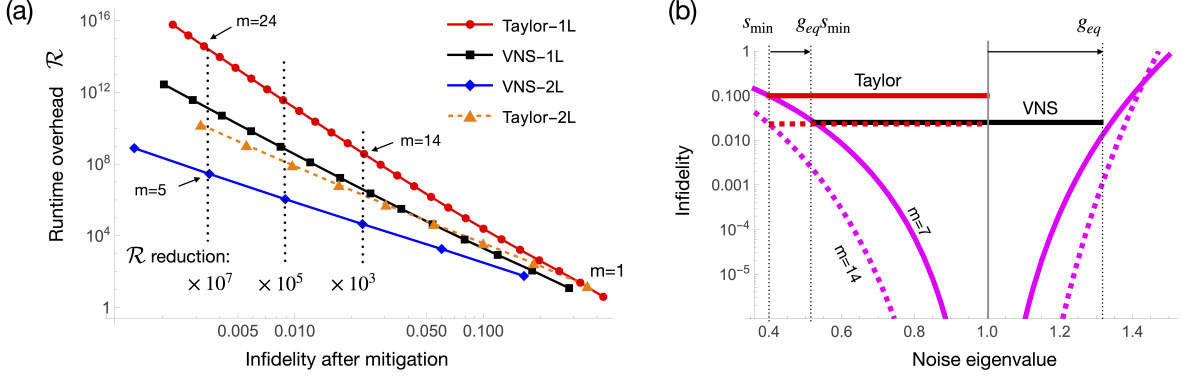 (a)
10^16
10^12
10^8
10^4
1
Runtime overhead ℛ
m=24
m=14
m=5
m=1
Taylor−1L
VNS−1L
VNS−2L
Taylor−2L
ℛ reduction:
× 10^7
× 10^5
× 10^3
0.005
0.010
0.050
0.100
Infidelity after mitigation
(b)
s_min
g_eq s_min
g_eq
1
0.100
0.010
0.001
10^−4
10^−5
Infidelity
Taylor
VNS
m=7
m=14
0.4
0.6
0.8
1.0
1.2
1.4
Noise eigenvalue